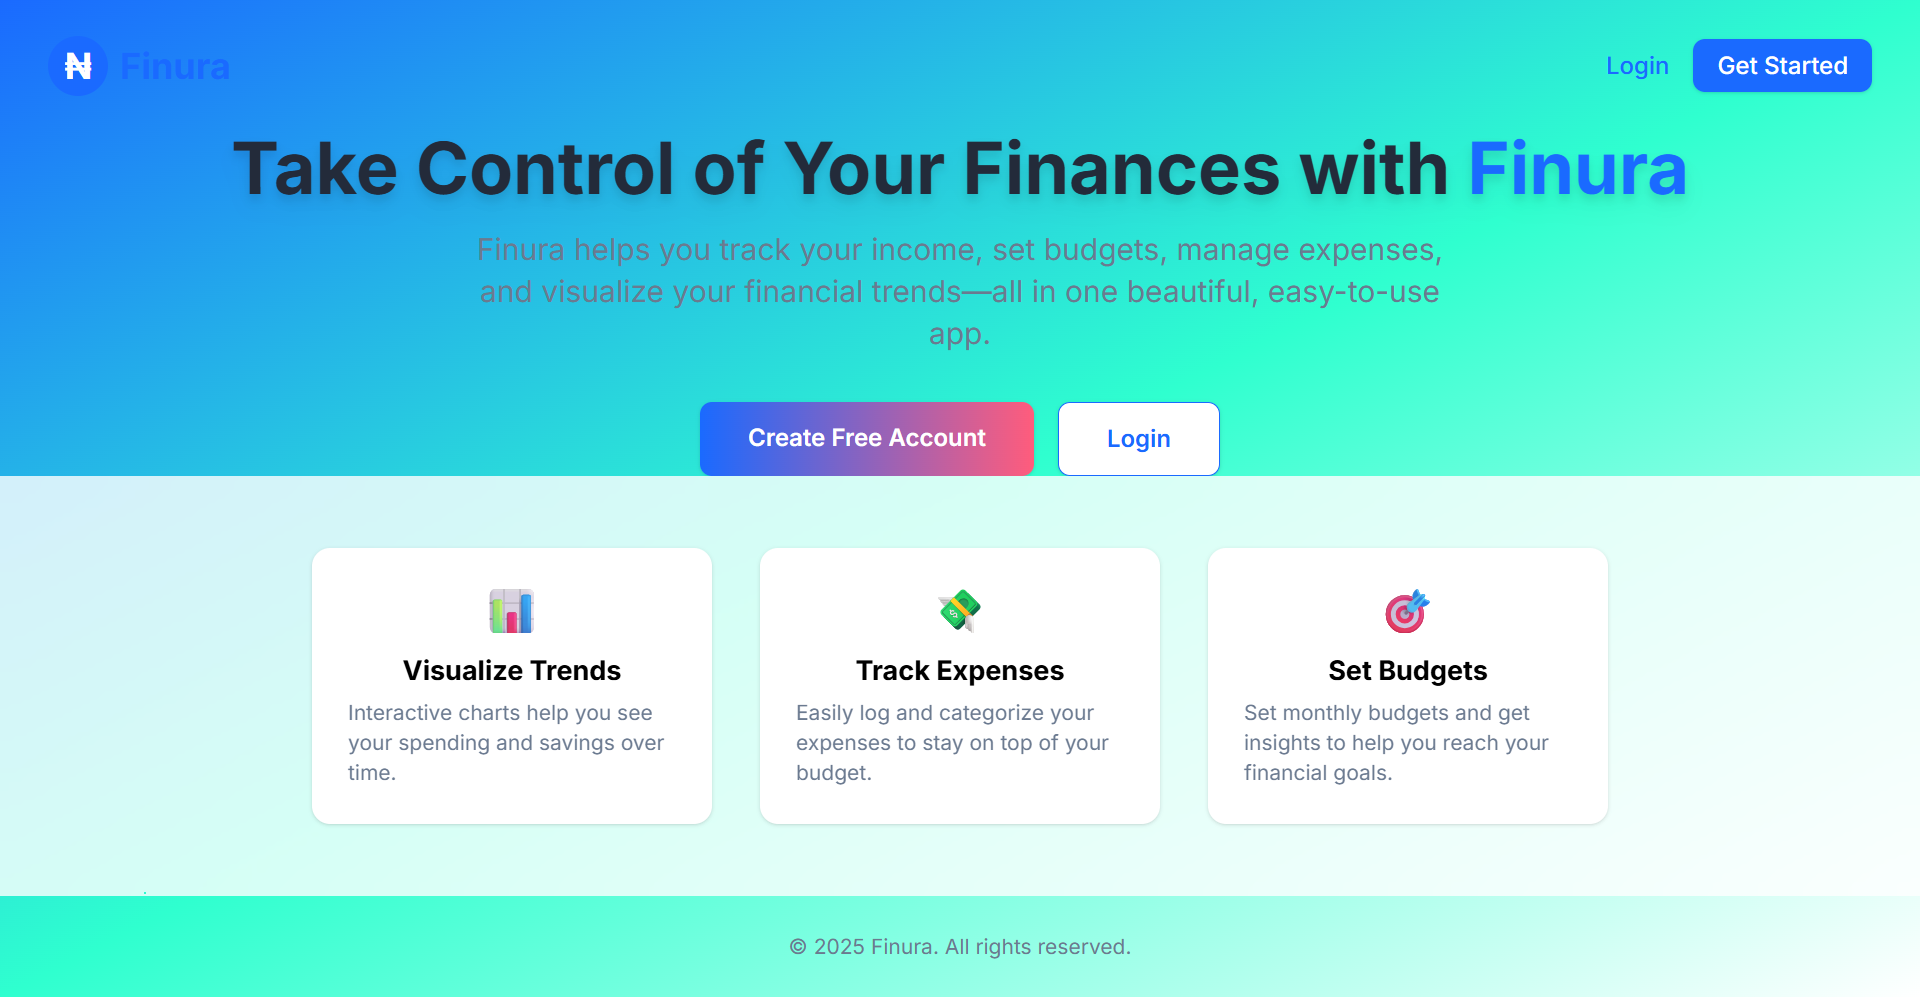 ₦ Finura
Login
Get Started
Take Control of Your Finances with Finura
Finura helps you track your income, set budgets, manage expenses,
and visualize your financial trends—all in one beautiful, easy-to-use
app.
Create Free Account
Login
Visualize Trends
Interactive charts help you see
your spending and savings over
time.
Track Expenses
Easily log and categorize your
expenses to stay on top of your
budget.
Set Budgets
Set monthly budgets and get
insights to help you reach your
financial goals.
© 2025 Finura. All rights reserved.